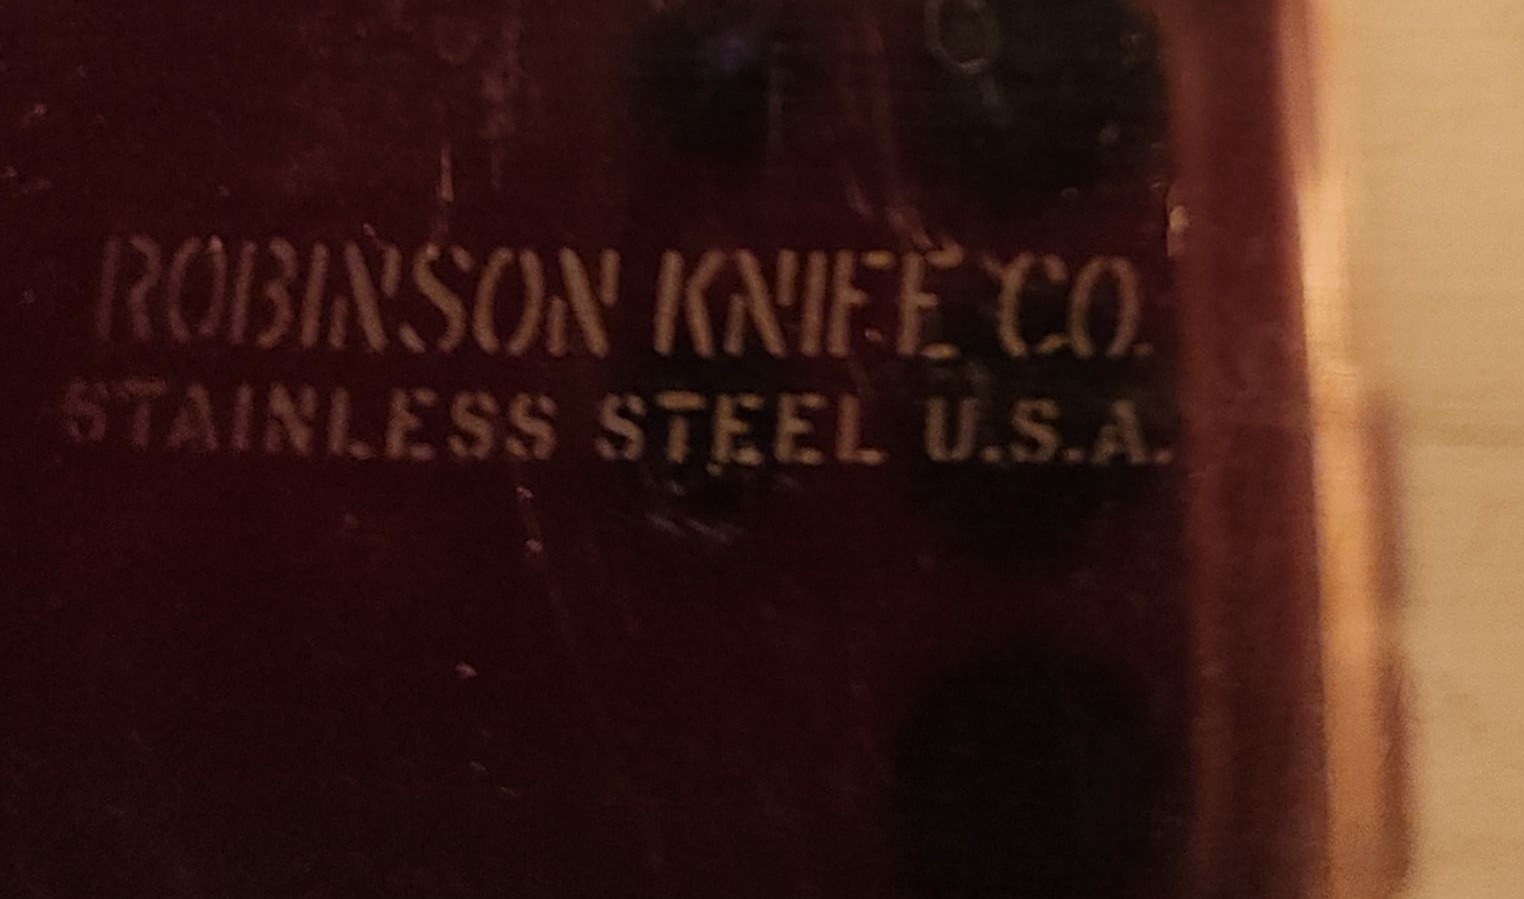 ROBINSON KNIFE CO.
STAINLESS STEEL U.S.A.